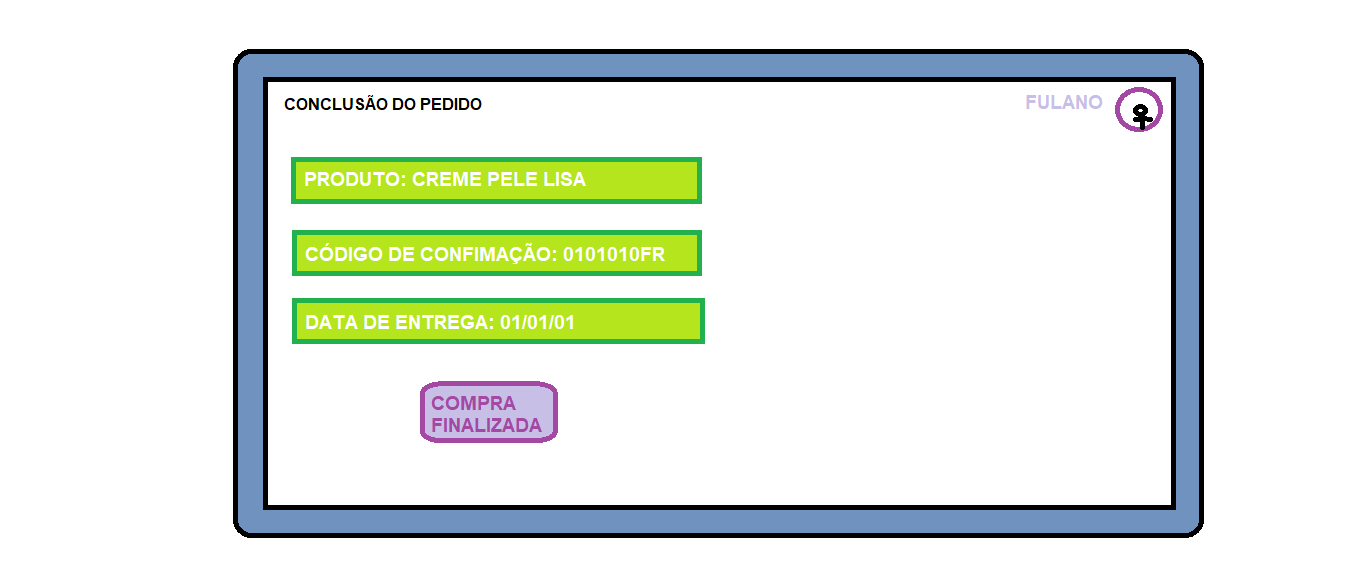 CONCLUSÃO DO PEDIDO
FULANO
PRODUTO: CREME PELE LISA
CÓDIGO DE CONFIMAÇÃO: 0101010FR
DATA DE ENTREGA: 01/01/01
COMPRA
FINALIZADA